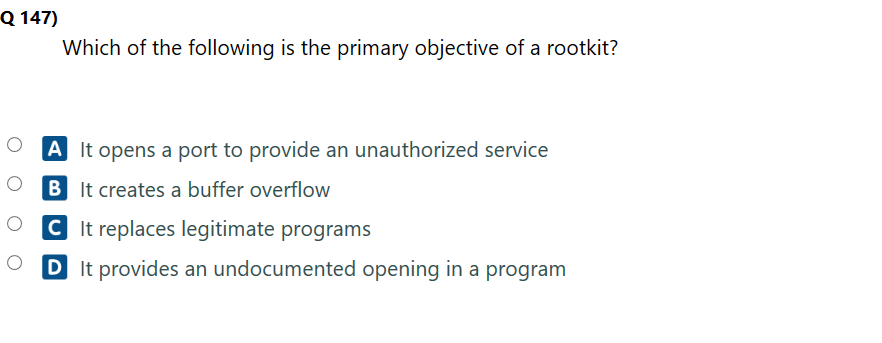 Q 147)
Which of the following is the primary objective of a rootkit?
A It opens a port to provide an unauthorized service
B It creates a buffer overflow
C It replaces legitimate programs
D It provides an undocumented opening in a program